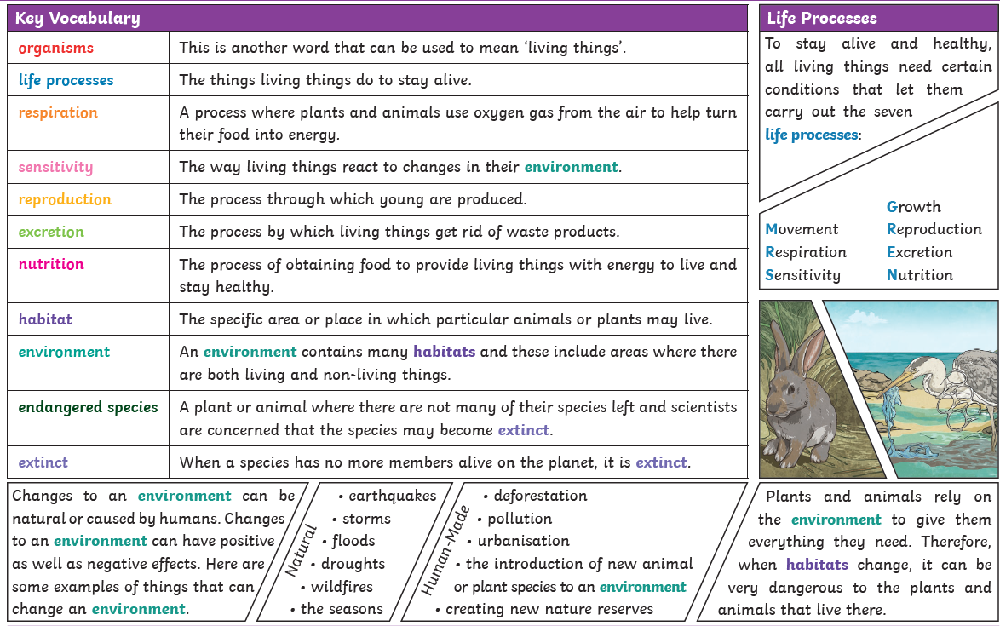 Key Vocabulary
organisms
This is another word that can be used to mean ‘living things’.
life processes
The things living things do to stay alive.
respiration
A process where plants and animals use oxygen gas from the air to help turn
their food into energy.
sensitivity
The way living things react to changes in their environment.
reproduction
The process through which young are produced.
excretion
The process by which living things get rid of waste products.
nutrition
The process of obtaining food to provide living things with energy to live and
stay healthy.
habitat
The specific area or place in which particular animals or plants may live.
environment
An environment contains many habitats and these include areas where there
are both living and non-living things.
endangered species
A plant or animal where there are not many of their species left and scientists
are concerned that the species may become extinct.
extinct
When a species has no more members alive on the planet, it is extinct.
Life Processes
To stay alive and healthy,
all living things need certain
conditions that let them
carry out the seven
life processes:
Movement
Respiration
Sensitivity
Growth
Reproduction
Excretion
Nutrition
Changes to an environment can be
natural or caused by humans. Changes
to an environment can have positive
as well as negative effects. Here are
some examples of things that can
change an environment.
Natural
• earthquakes
• storms
• floods
• droughts
• wildfires
• the seasons
Human-Made
• deforestation
• pollution
• urbanisation
• the introduction of new animal
or plant species to an environment
• creating new nature reserves
Plants and animals rely on
the environment to give them
everything they need. Therefore,
when habitats change, it can be
very dangerous to the plants and
animals that live there.